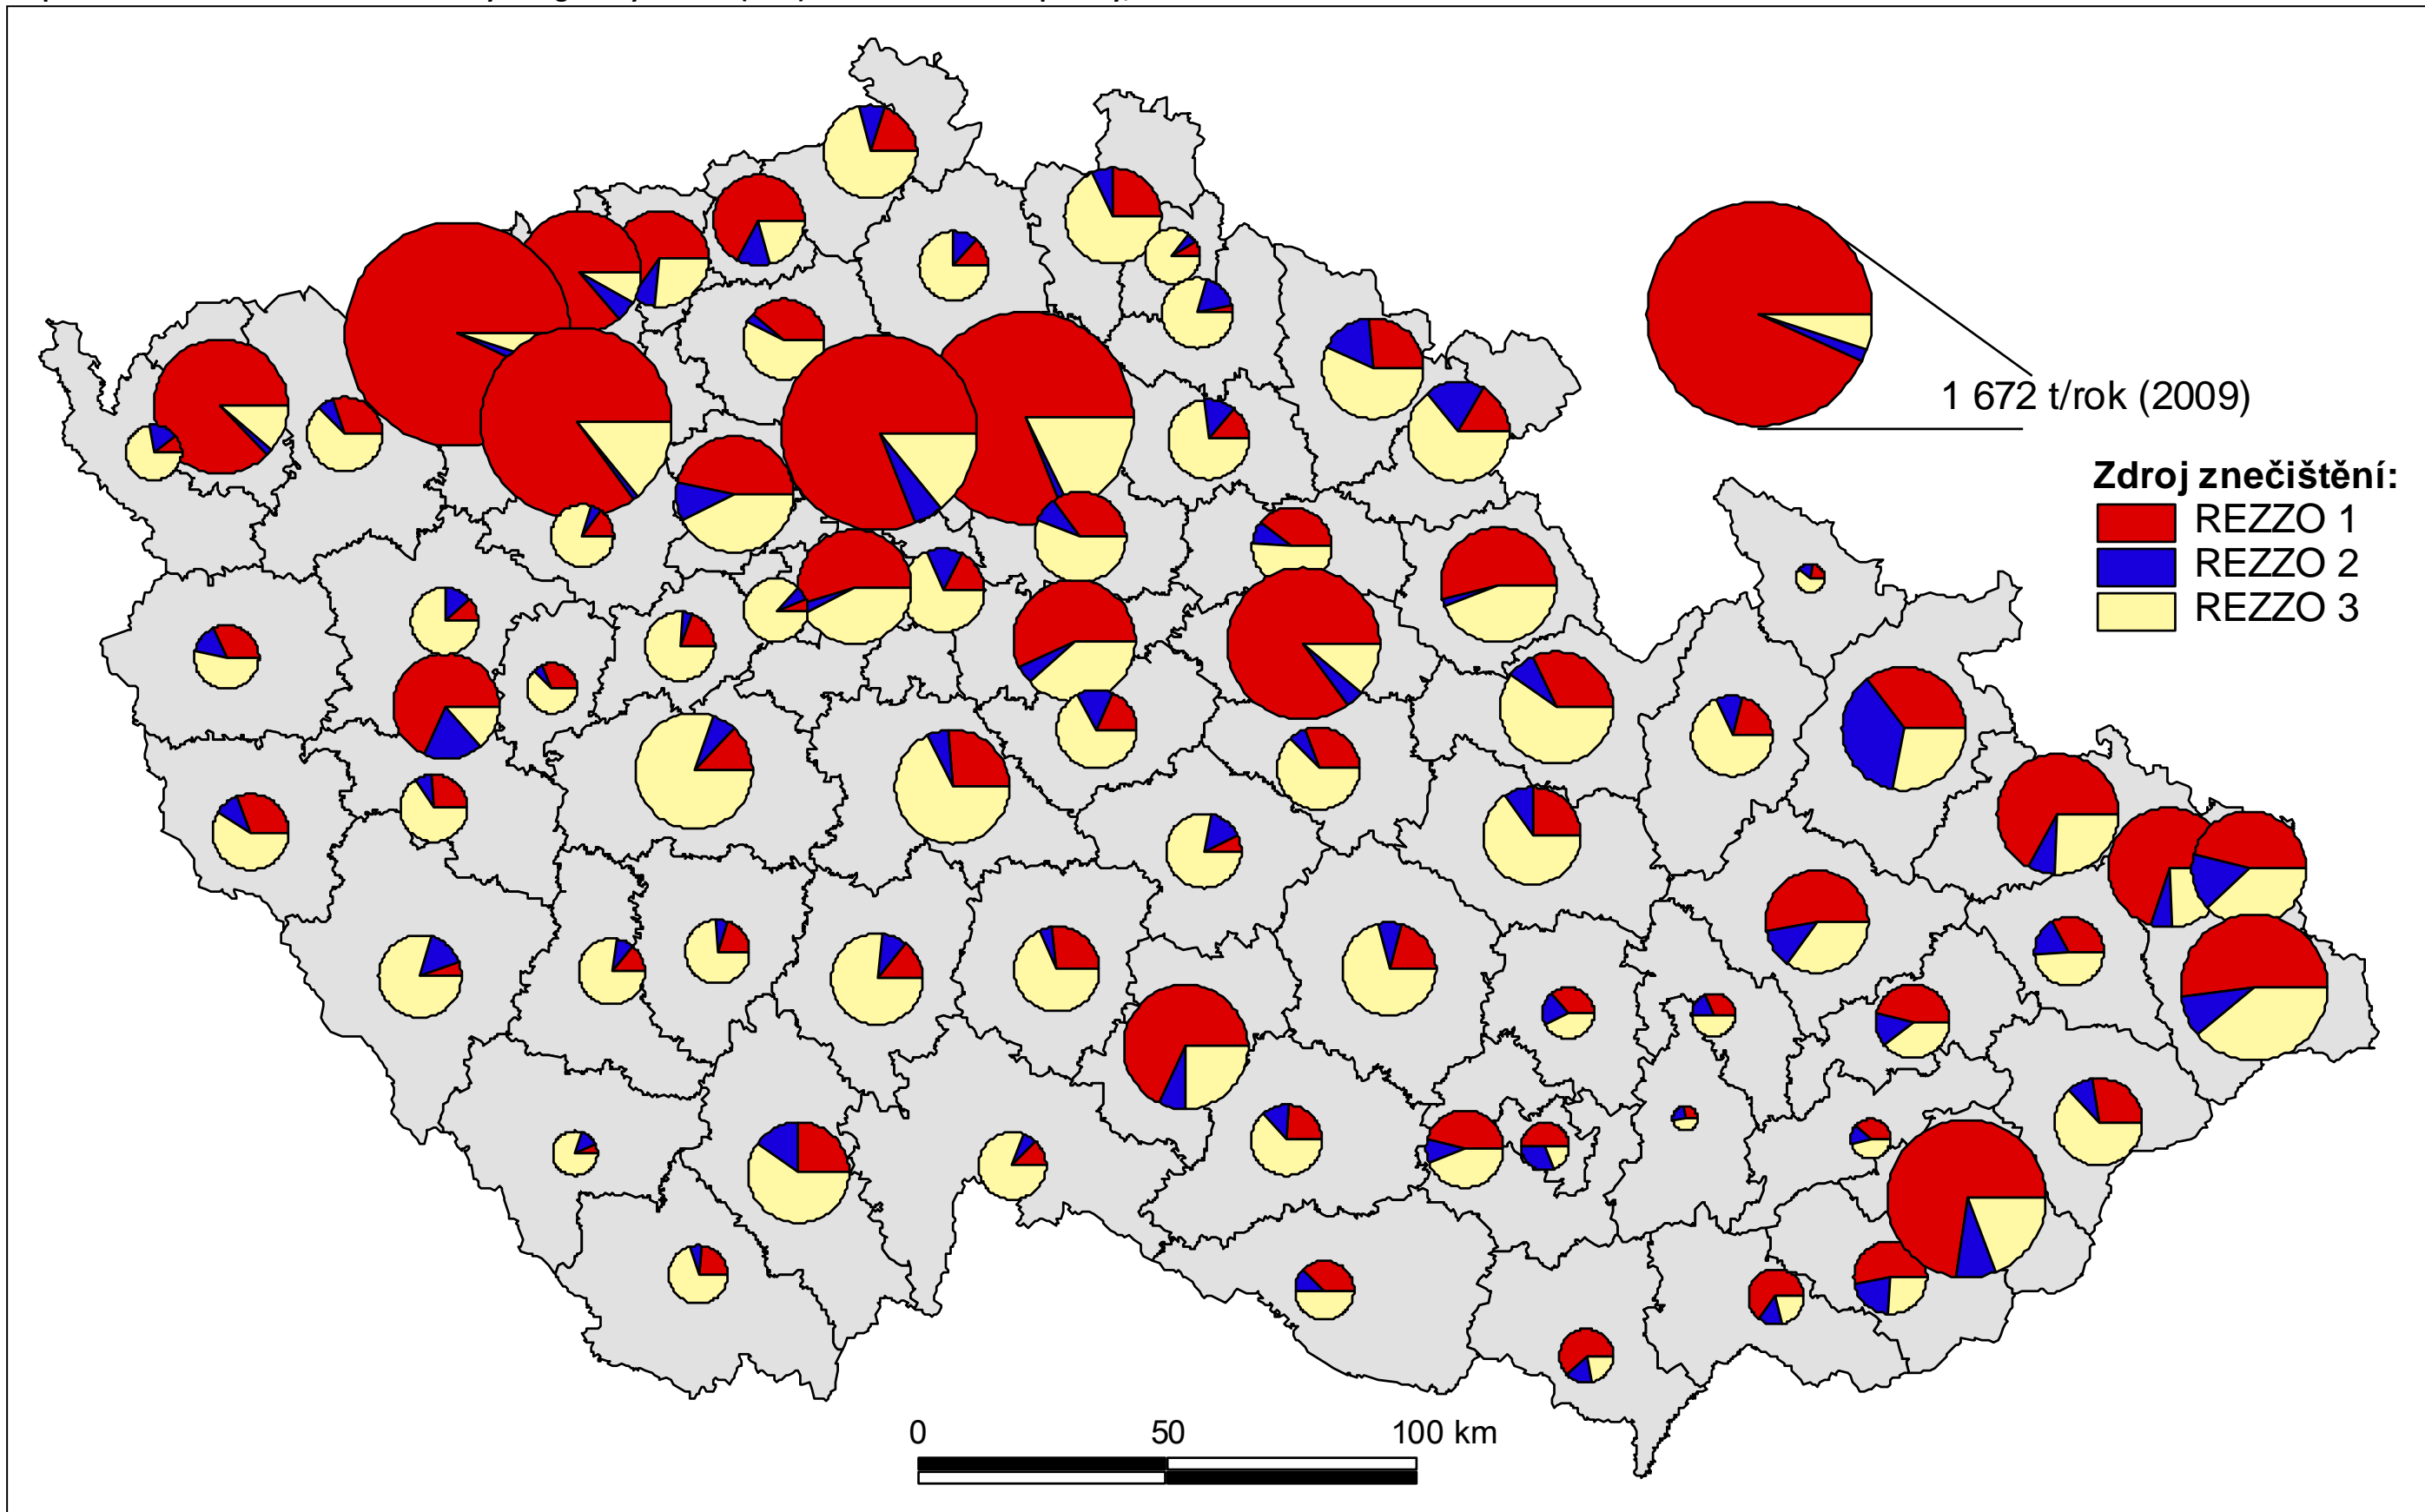 1 672 t/rok (2009)
Zdroj znečištění:
REZZO 1
REZZO 2
REZZO 3
0 50 100 km